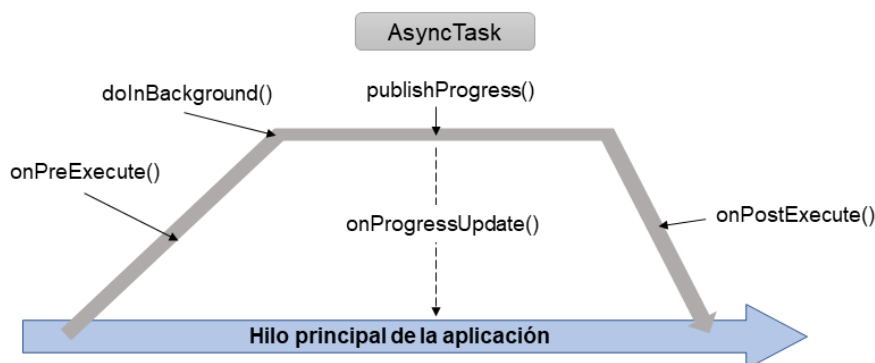 AsyncTask
doInBackground()
publishProgress()
onPreExecute()
onProgressUpdate()
onPostExecute()
Hilo principal de la aplicación